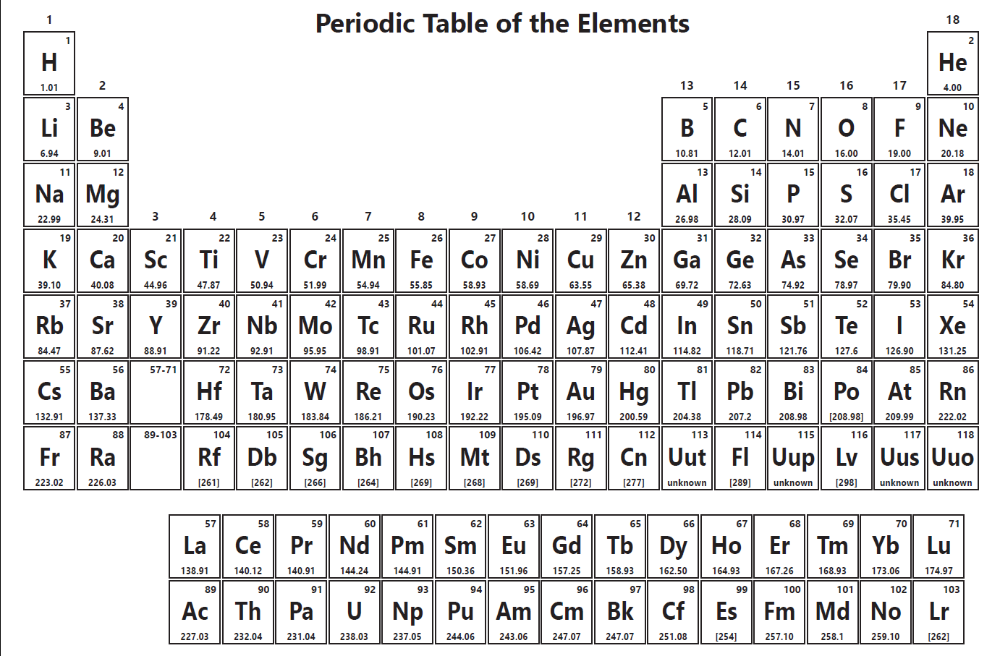 Periodic Table of the Elements
1 18
1 2
H He
1.01 4.00
2 13 14 15 16 17
3 4 5 6 7 8 9 10
Li Be B C N O F Ne
6.94 9.01 10.81 12.01 14.01 16.00 19.00 20.18
11 12 13 14 15 16 17 18
Na Mg Al Si P S Cl Ar
22.99 24.31 26.98 28.09 30.97 32.07 35.45 39.95
3 4 5 6 7 8 9 10 11 12
19 20 21 22 23 24 25 26 27 28 29 30 31 32 33 34 35 36
K Ca Sc Ti V Cr Mn Fe Co Ni Cu Zn Ga Ge As Se Br Kr
39.10 40.08 44.96 47.87 50.94 51.99 54.94 55.85 58.93 58.69 63.55 65.38 69.72 72.63 74.92 78.97 79.90 84.80
37 38 39 40 41 42 43 44 45 46 47 48 49 50 51 52 53 54
Rb Sr Y Zr Nb Mo Tc Ru Rh Pd Ag Cd In Sn Sb Te I Xe
84.47 87.62 88.91 91.22 92.91 95.95 98.91 101.07 102.91 106.42 107.87 112.41 114.82 118.71 121.76 127.6 126.90 131.25
55 56 57-71 72 73 74 75 76 77 78 79 80 81 82 83 84 85 86
Cs Ba Hf Ta W Re Os Ir Pt Au Hg Tl Pb Bi Po At Rn
132.91 137.33 178.49 180.95 183.84 186.21 190.23 192.22 195.09 196.97 200.59 204.38 207.2 208.98 [208.98] 209.99 222.02
87 88 89-103 104 105 106 107 108 109 110 111 112 113 114 115 116 117 118
Fr Ra Rf Db Sg Bh Hs Mt Ds Rg Cn Uut Fl Uup Lv Uus Uuo
223.02 226.03 [261] [262] [266] [264] [269] [268] [269] [272] [277] unknown [289] unknown [298] unknown unknown
57 58 59 60 61 62 63 64 65 66 67 68 69 70 71
La Ce Pr Nd Pm Sm Eu Gd Tb Dy Ho Er Tm Yb Lu
138.91 140.12 140.91 144.24 144.91 150.36 151.96 157.25 158.93 162.50 164.93 167.26 168.93 173.06 174.97
89 90 91 92 93 94 95 96 97 98 99 100 101 102 103
Ac Th Pa U Np Pu Am Cm Bk Cf Es Fm Md No Lr
227.03 232.04 231.04 238.03 237.05 244.06 243.06 247.07 247.07 251.08 [254] 257.10 258.1 259.10 [262]